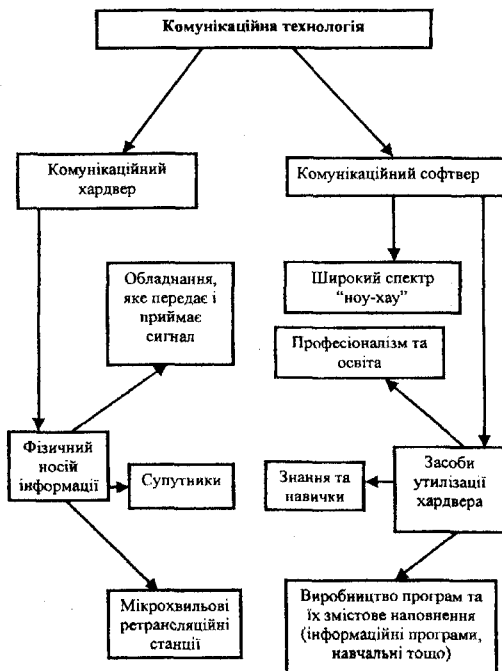 Комунікаційна технологія
Комунікаційний
хардвер
Комунікаційний софтвер
Широкий спектр
“ноу-хау”
Обладнання,
яке передає і
приймає
сигнал
Професіоналізм та
освіта
Фізичний
носій
інформації
Супутники
Знання та
навички
Засоби
утилізації
хардвера
Мікрохвильові
ретрансляційні
станції
Виробництво програм та
їх змістове наповнення
(інформаційні програми,
навчальні тощо)